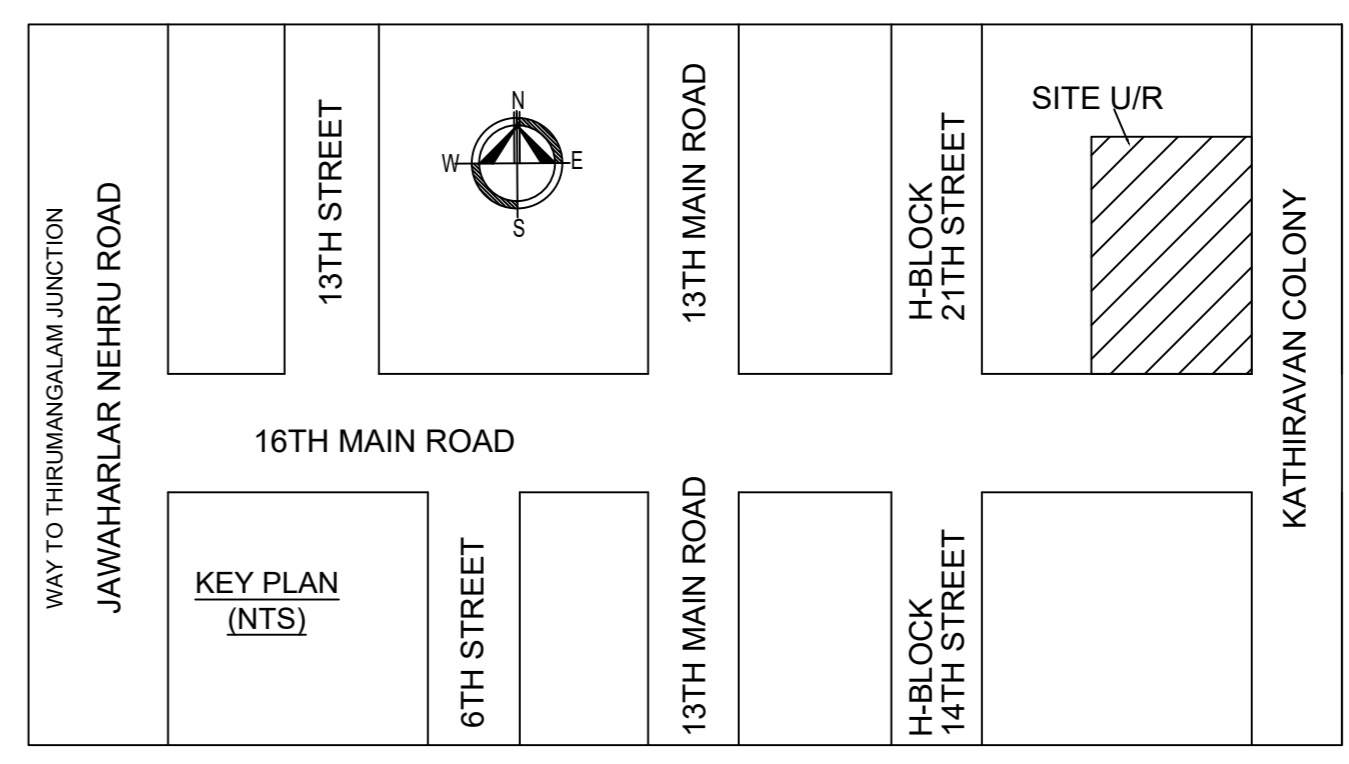 WAY TO THIRUMANGALAM JUNCTION
JAWAHARLAR NEHRU ROAD
13TH STREET
N
W
E
S
13TH MAIN ROAD
H-BLOCK
21TH STREET
SITE U/R
KATHIRAVAN COLONY
16TH MAIN ROAD
KEY PLAN
(NTS)
6TH STREET
13TH MAIN ROAD
H-BLOCK
14TH STREET